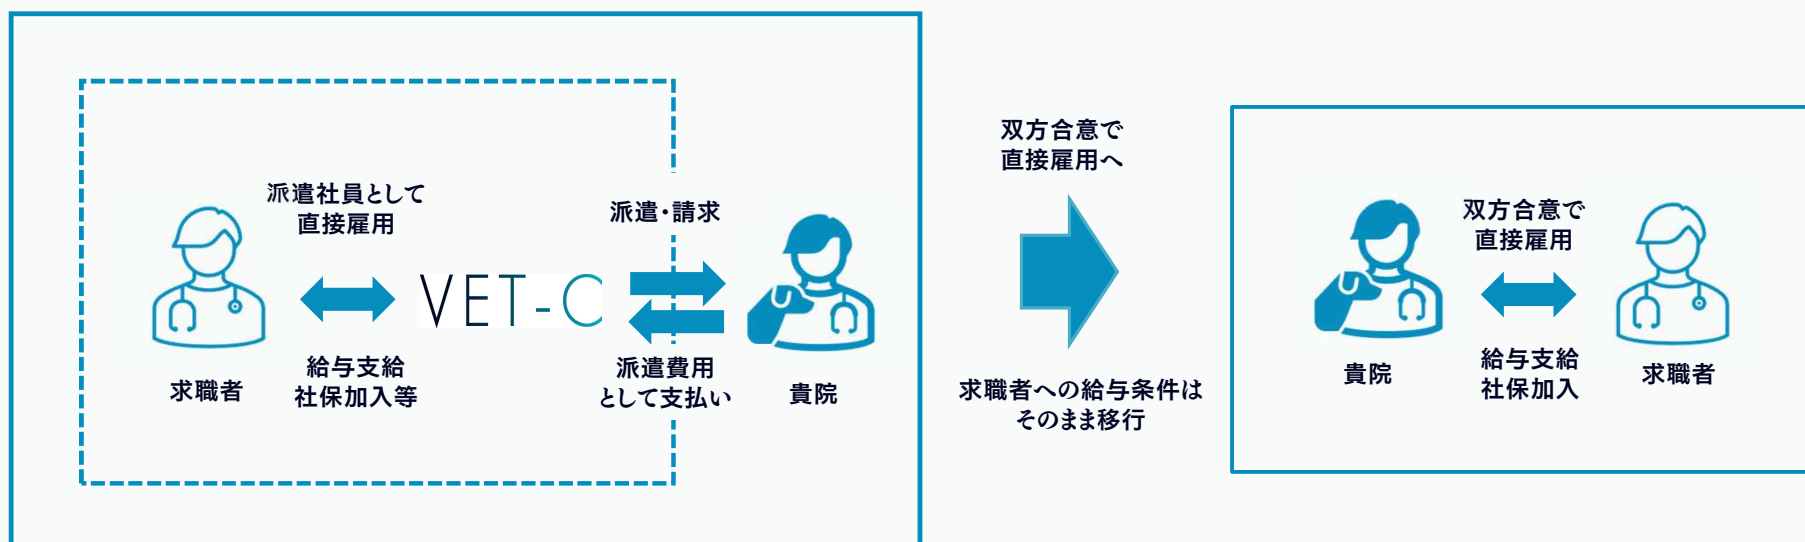 派遣社員として
直接雇用
求職者
VET-C
給与支給
社保加入等
派遣・請求
派遣費用
として支払い
貴院
双方合意で
直接雇用へ
求職者への給与条件は
そのまま移行
双方合意で
直接雇用
貴院
給与支給
社保加入
求職者